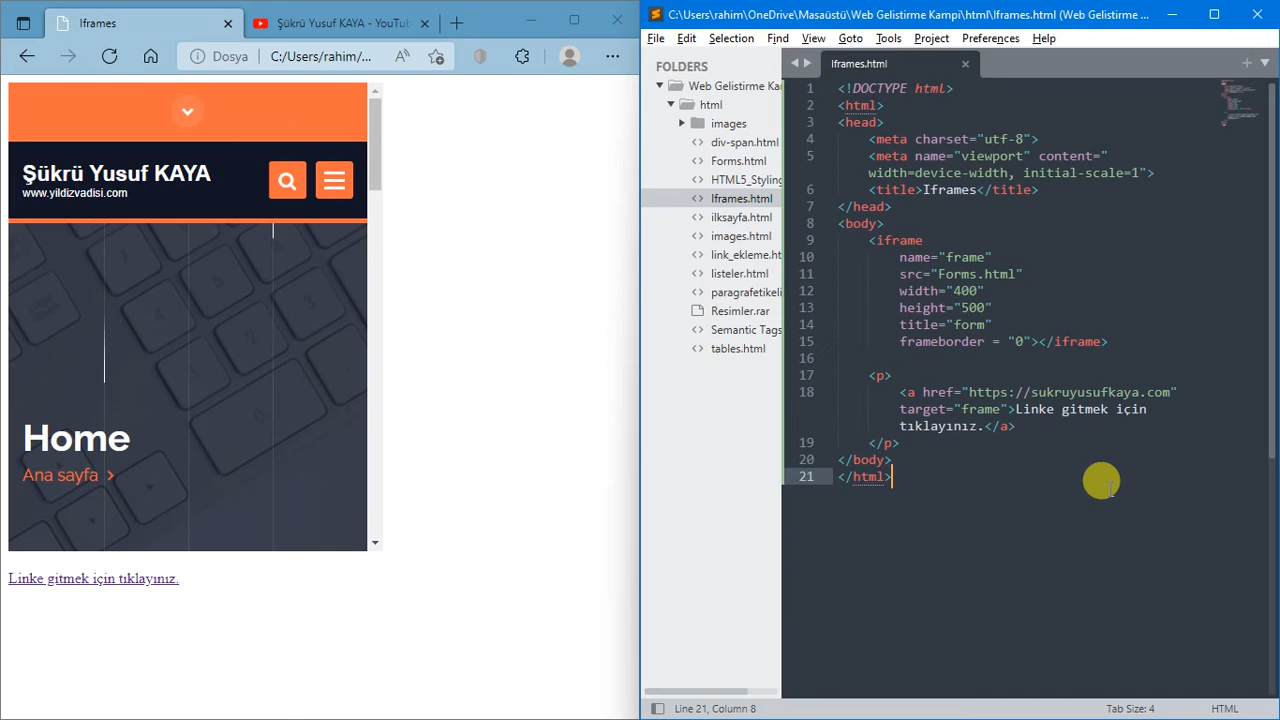 Iframes
Şükrü Yusuf KAYA - YouTu
Dosya
C:/Users/rahim/...
Şükrü Yusuf KAYA
www.yildizvadisi.com
Home
Ana sayfa >
Linke gitmek için tıklayınız.
C:\Users\rahim\OneDrive\Masaüstü\Web Gelistirme Kampi\html\Iframes.html (Web Gelistirme ...
File Edit Selection Find View Goto Tools Project Preferences Help
FOLDERS
Web Gelistirme Kam
html
images
div-span.html
Forms.html
HTML5_Styling
Iframes.html
ilksayfa.html
images.html
link_ekleme.ht
listeler.html
paragrafetikeli
Resimler.rar
Semantic Tags
tables.html
Iframes.html
1 <!DOCTYPE html>
2 <html>
3 <head>
4 <meta charset="utf-8">
5 <meta name="viewport" content="
width=device-width, initial-scale=1">
6 <title>Iframes</title>
7 </head>
8 <body>
9 <iframe
10 name="frame"
11 src="Forms.html"
12 width="400"
13 height="500"
14 title="form"
15 frameborder = "0"></iframe>
16
17 <p>
18 <a href="https://sukruyusufkaya.com"
target="frame">Linke gitmek için
tıklayınız.</a>
19 </p>
20 </body>
21 </html>
Line 21, Column 8
Tab Size: 4
HTML